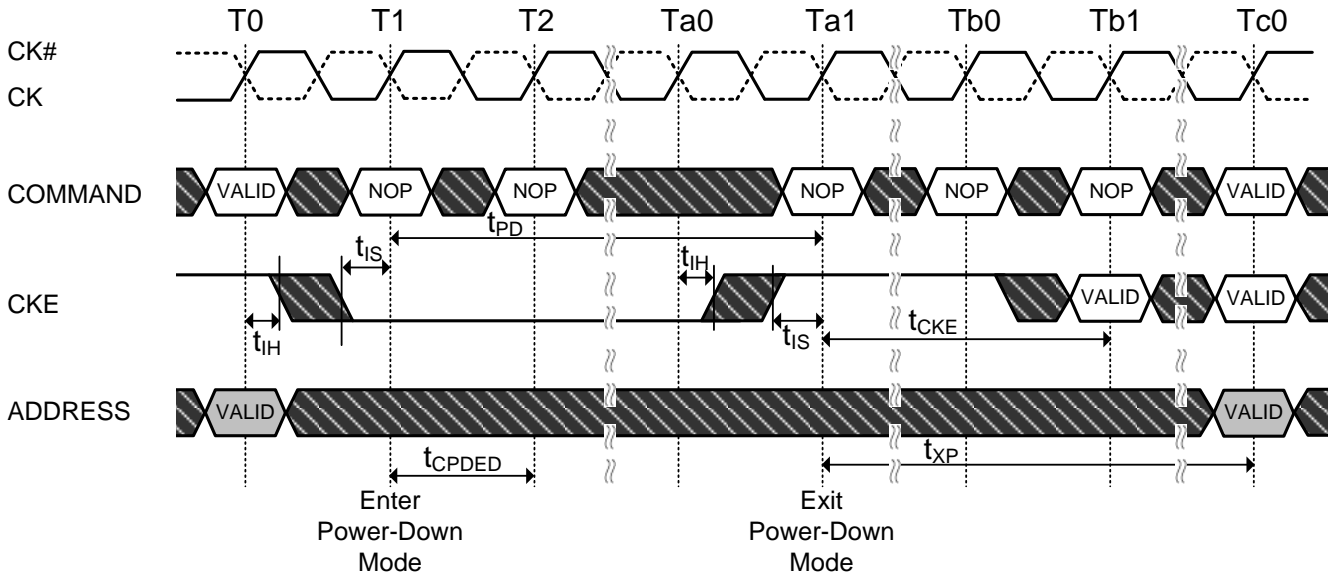 T0 T1 T2 Ta0 Ta1 Tb0 Tb1 Tc0
CK#
CK
COMMAND VALID NOP NOP NOP NOP NOP VALID
tPD
tIS tIH
CKE VALID VALID
tIH tIS tCKE
ADDRESS VALID VALID
tCPDED tXP
Enter
Power-Down
Mode
Exit
Power-Down
Mode